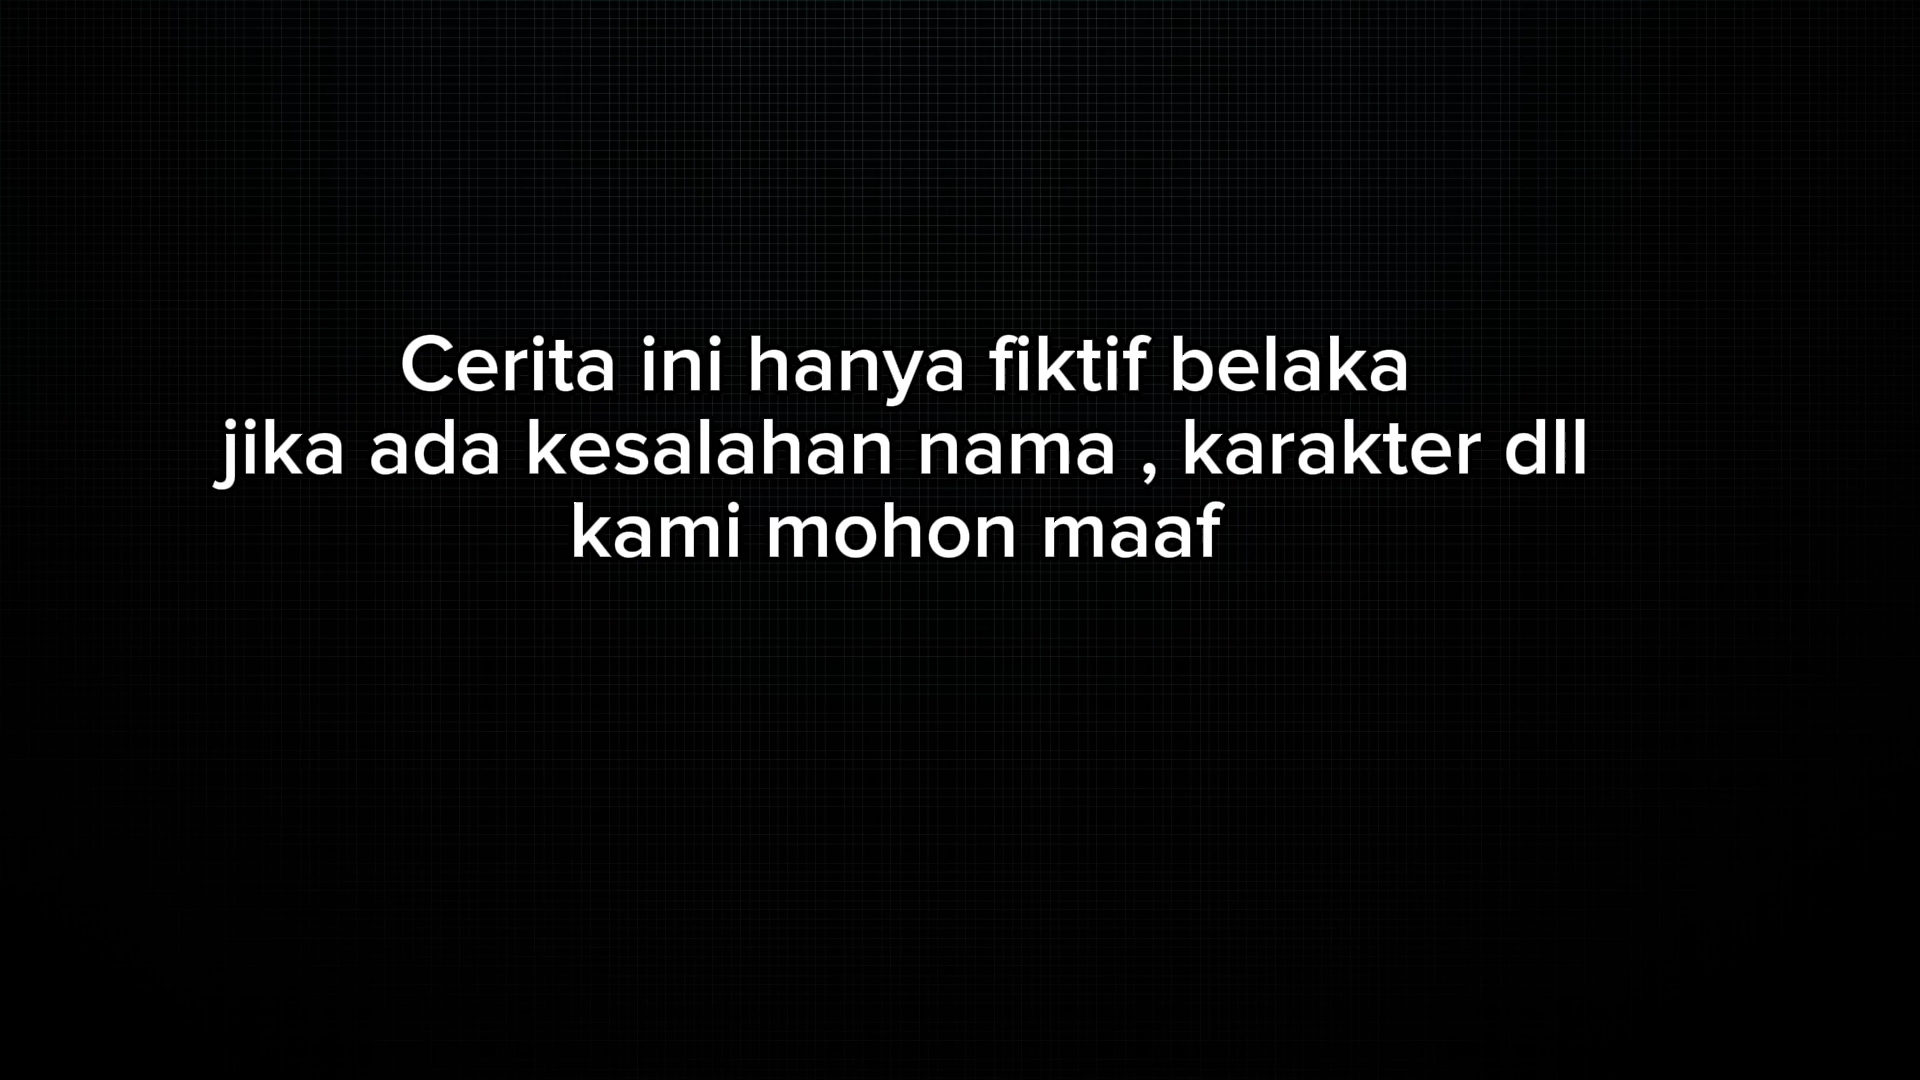 Cerita ini hanya fiktif belaka
jika ada kesalahan nama , karakter dll
kami mohon maaf